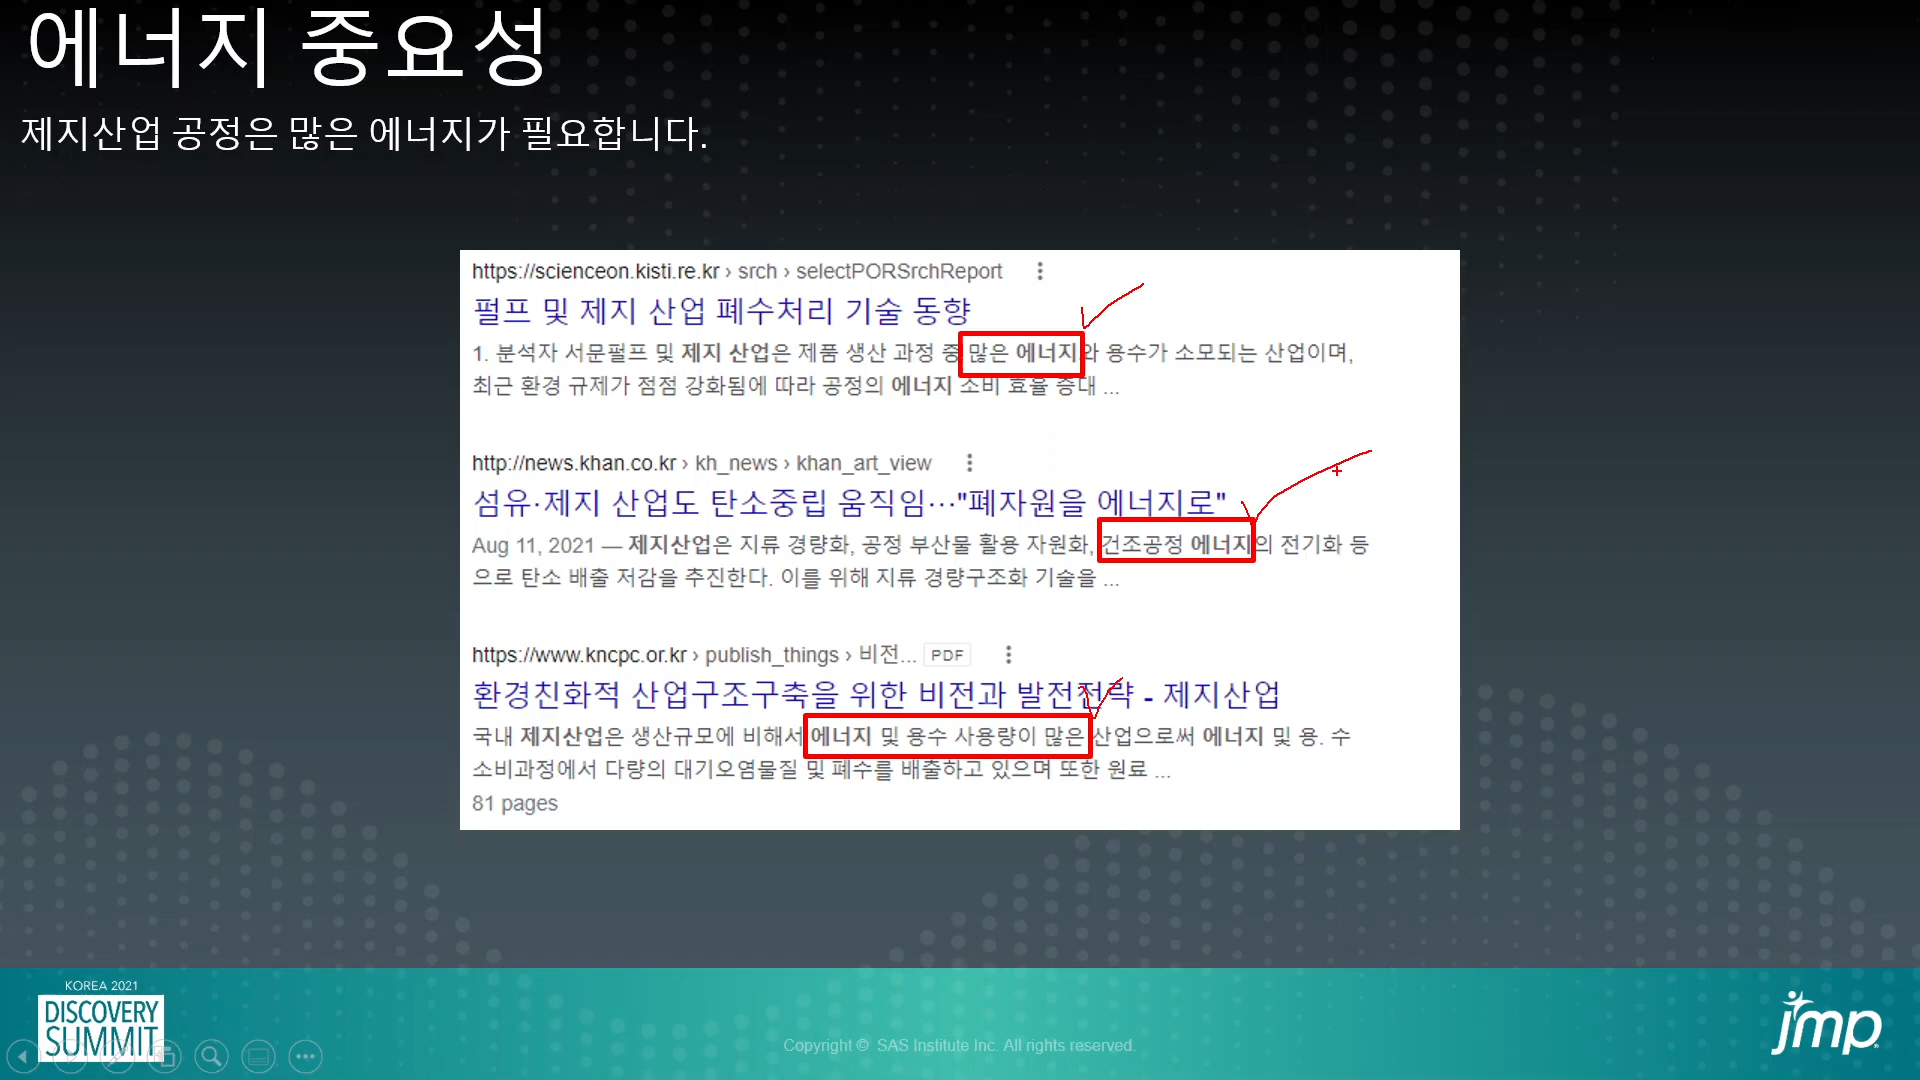 에너지 중요성
제지산업 공정은 많은 에너지가 필요합니다.
https://scienceon.kisti.re.kr › srch › selectPORSrchReport
펄프 및 제지 산업 폐수처리 기술 동향
1. 분석자 서문펄프 및 제지 산업은 제품 생산 과정 중 많은 에너지와 용수가 소모되는 산업이며,
최근 환경 규제가 점점 강화됨에 따라 공정의 에너지 소비 효율 증대 ...
http://news.khan.co.kr › kh_news › khan_art_view
섬유·제지 산업도 탄소중립 움직임···"폐자원을 에너지로"
Aug 11, 2021 — 제지산업은 지류 경량화, 공정 부산물 활용 자원화, 건조공정 에너지의 전기화 등
으로 탄소 배출 저감을 추진한다. 이를 위해 지류 경량구조화 기술을 ...
https://www.kncpc.or.kr › publish_things › 비전... PDF
환경친화적 산업구조구축을 위한 비전과 발전전략 - 제지산업
국내 제지산업은 생산규모에 비해서 에너지 및 용수 사용량이 많은 산업으로써 에너지 및 용. 수
소비과정에서 다량의 대기오염물질 및 폐수를 배출하고 있으며 또한 원료 ...
81 pages
KOREA 2021
DISCOVERY
SUMMIT
Copyright © SAS Institute Inc. All rights reserved.
jmp